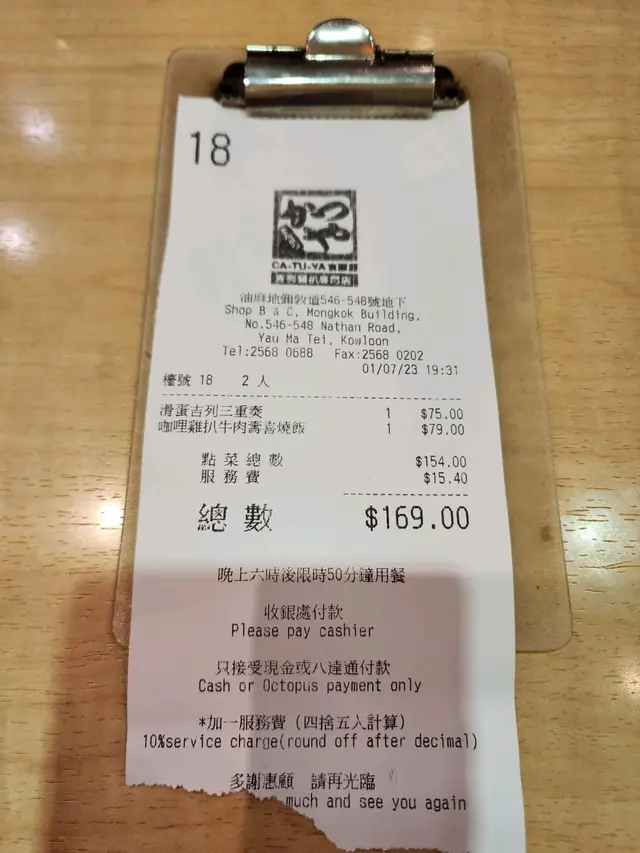 18
かつや
CA-TU-YA 吉豚屋
吉列豬扒專門店
油麻地彌敦道546-548號地下
Shop B & C, Mongkok Building,
No.546-548 Nathan Road,
Yau Ma Tei, Kowloon
Tel:2568 0688 Fax:2568 0202
01/07/23 19:31
檯號 18 2 人
滑蛋吉列三重奏 1 $75.00
咖哩雞扒牛肉壽喜燒飯 1 $79.00
點菜總數 $154.00
服務費 $15.40
總數 $169.00
晚上六時後限時50分鐘用餐
收銀處付款
Please pay cashier
只接受現金或八達通付款
Cash or Octopus payment only
*加一服務費(四捨五入計算)
10%service charge(round off after decimal)
多謝惠顧 請再光臨
much and see you again